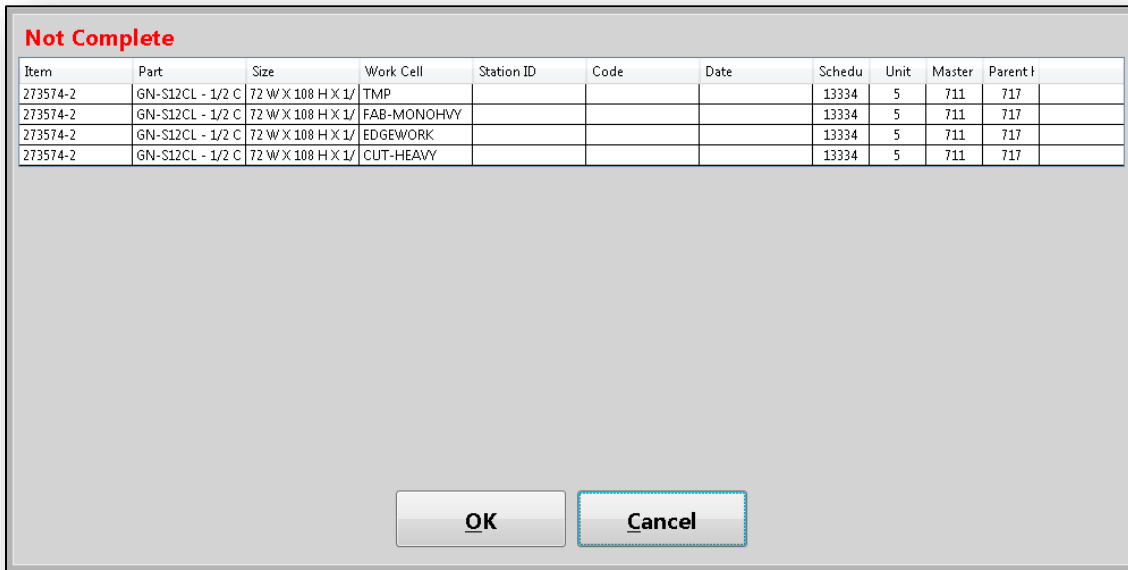 Not Complete
Item Part Size Work Cell Station ID Code Date Schedu Unit Master Parent
273574-2 GN-S12CL - 1/2 C 72 W X 108 H X 1/ TMP 13334 5 711 717
273574-2 GN-S12CL - 1/2 C 72 W X 108 H X 1/ FAB-MONOHVY 13334 5 711 717
273574-2 GN-S12CL - 1/2 C 72 W X 108 H X 1/ EDGEWORK 13334 5 711 717
273574-2 GN-S12CL - 1/2 C 72 W X 108 H X 1/ CUT-HEAVY 13334 5 711 717
OK Cancel